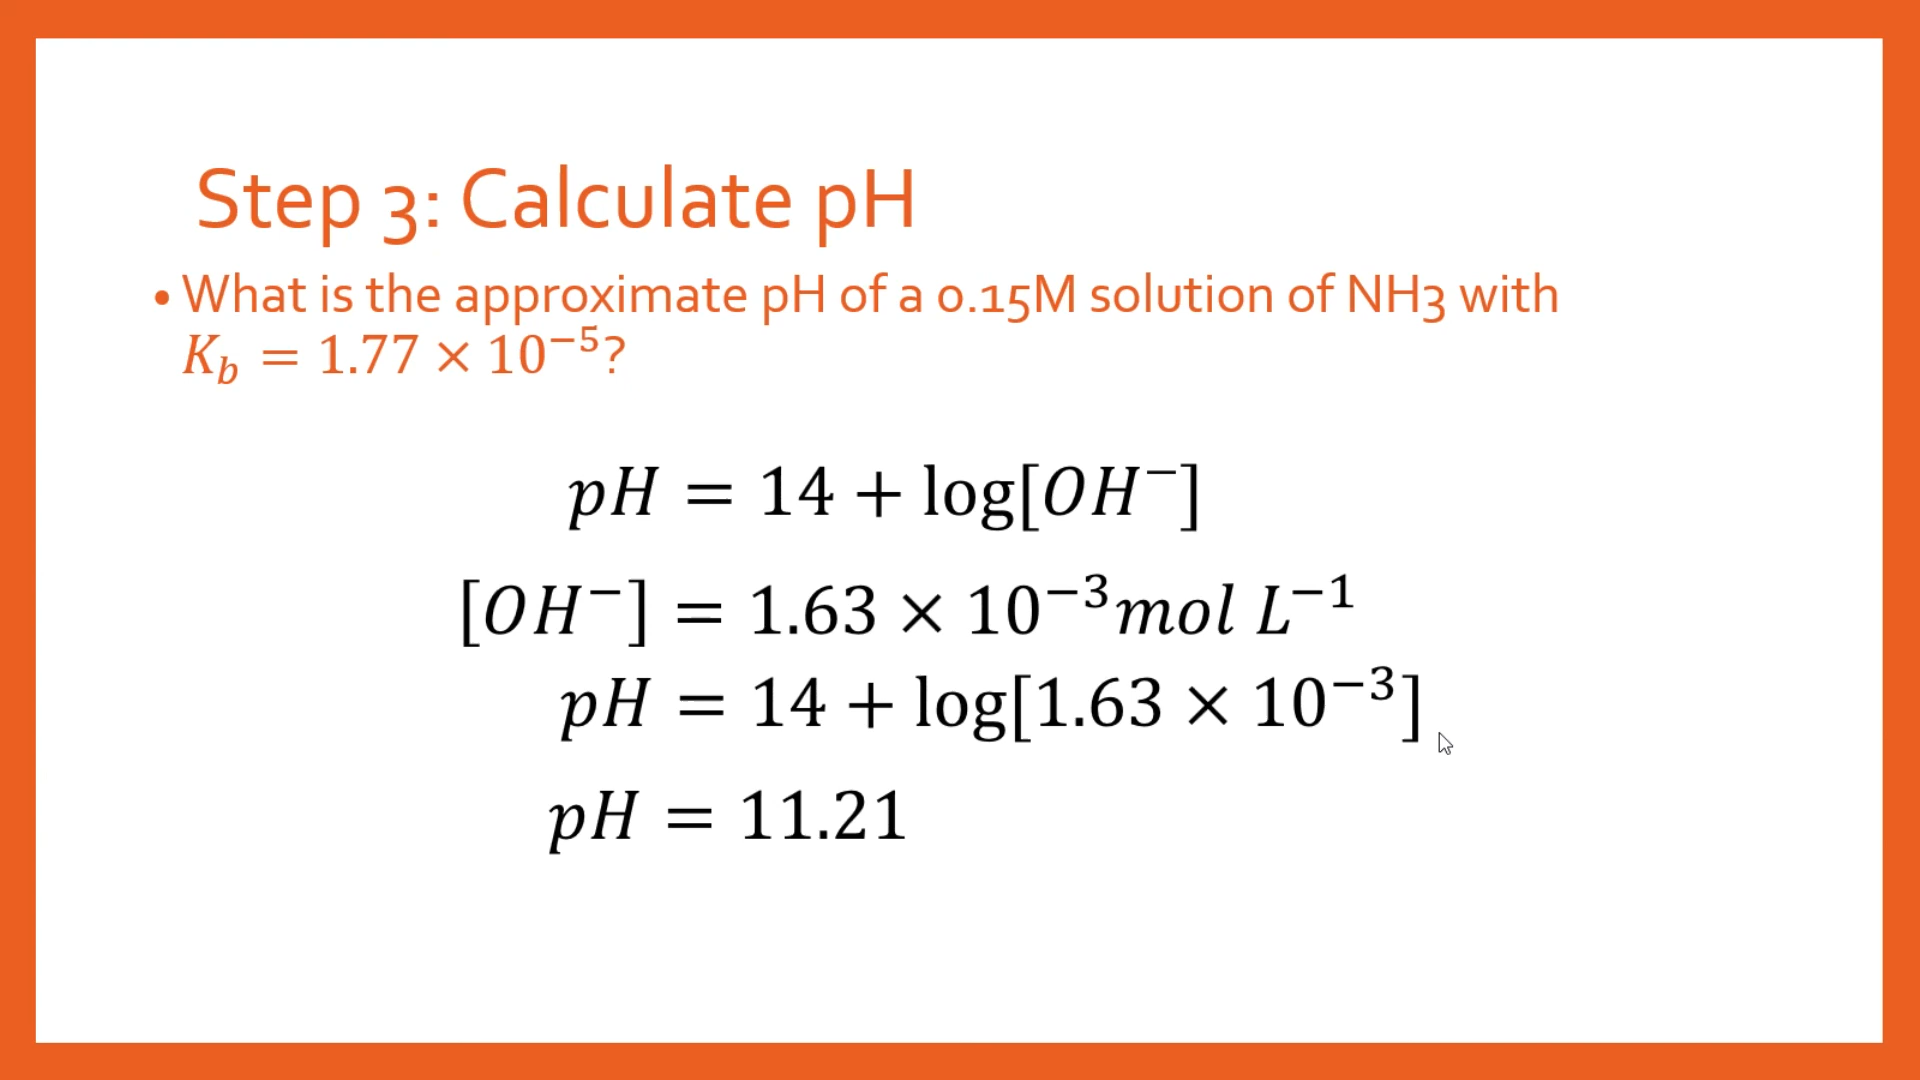 Step 3: Calculate pH
• What is the approximate pH of a 0.15M solution of NH3 with
K_b = 1.77 × 10⁻⁵?
pH = 14 + log[OH⁻]
[OH⁻] = 1.63 × 10⁻³mol L⁻¹
pH = 14 + log[1.63 × 10⁻³]
pH = 11.21